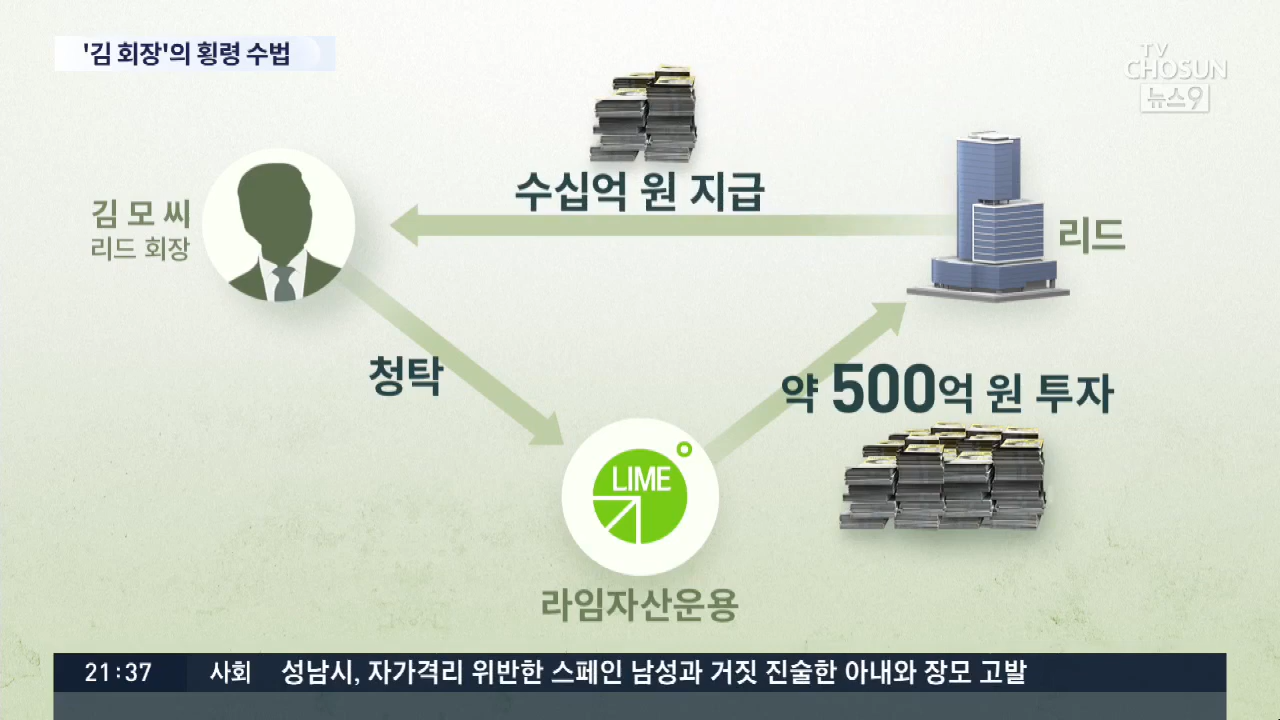 '김 회장'의 횡령 수법
TV
CHOSUN
뉴스9
수십억 원 지급
김 모 씨
리드 회장
리드
청탁
약 500억 원 투자
LIME
라임자산운용
21:37 사회 성남시, 자가격리 위반한 스페인 남성과 거짓 진술한 아내와 장모 고발